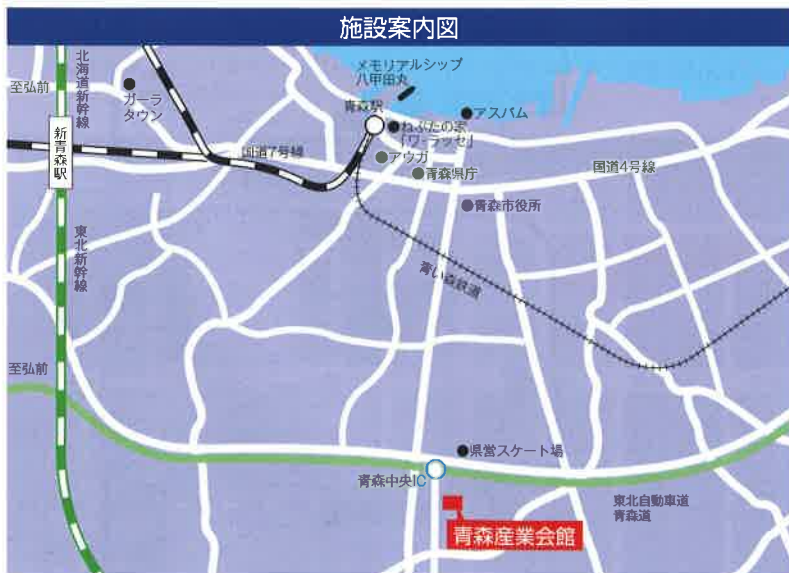 施設案内図
北海道新幹線
至弘前
ガーラ
タウン
メモリアルシップ
八甲田丸
青森駅
アスパム
ねぶたの家
「ワ・ラッセ」
新青森駅
国道7号線
アウガ
青森県庁
国道4号線
青森市役所
東北新幹線
青い森鉄道
至弘前
県営スケート場
青森中央IC
東北自動車道
青森道
青森産業会館